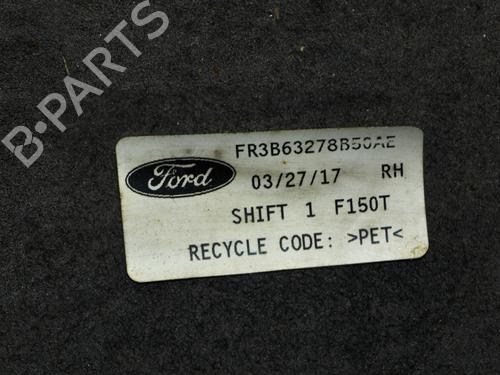 B-PARTS
FR3B63278B50AE
Ford
03/27/17 RH
SHIFT 1 F150T
RECYCLE CODE: >PET<